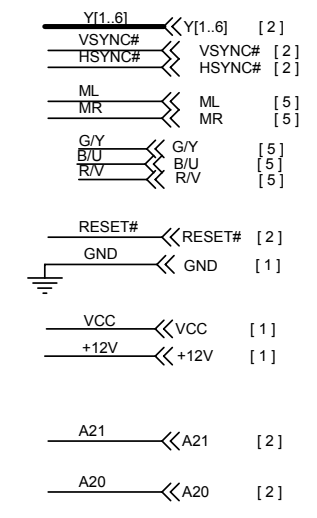 Y[1..6] Y[1..6] [ 2 ]
VSYNC# VSYNC# [ 2 ]
HSYNC# HSYNC# [ 2 ]
ML ML [ 5 ]
MR MR [ 5 ]
G/Y G/Y [ 5 ]
B/U B/U [ 5 ]
R/V R/V [ 5 ]
RESET# RESET# [ 2 ]
GND GND [ 1 ]
VCC VCC [ 1 ]
+12V +12V [ 1 ]
A21 A21 [ 2 ]
A20 A20 [ 2 ]